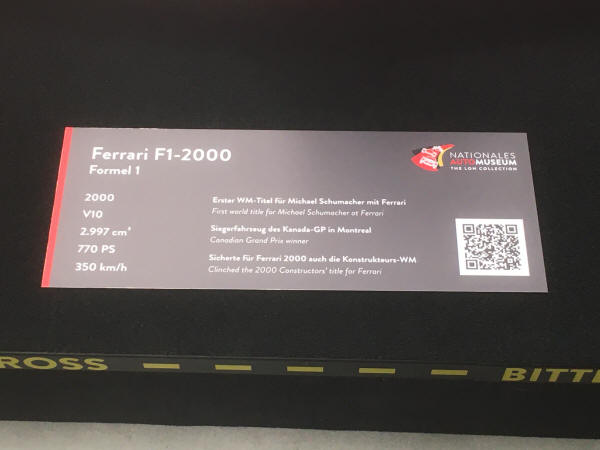 Ferrari F1-2000
Formel 1
2000
V10
2.997 cm³
770 PS
350 km/h
Erster WM-Titel für Michael Schumacher mit Ferrari
First world title for Michael Schumacher at Ferrari
Siegerfahrzeug des Kanada-GP in Montreal
Canadian Grand Prix winner
Sicherte für Ferrari 2000 auch die Konstrukteurs-WM
Clinched the 2000 Constructors' title for Ferrari
NATIONALES
AUTOMUSEUM
THE LOH COLLECTION
ROSS
BITT